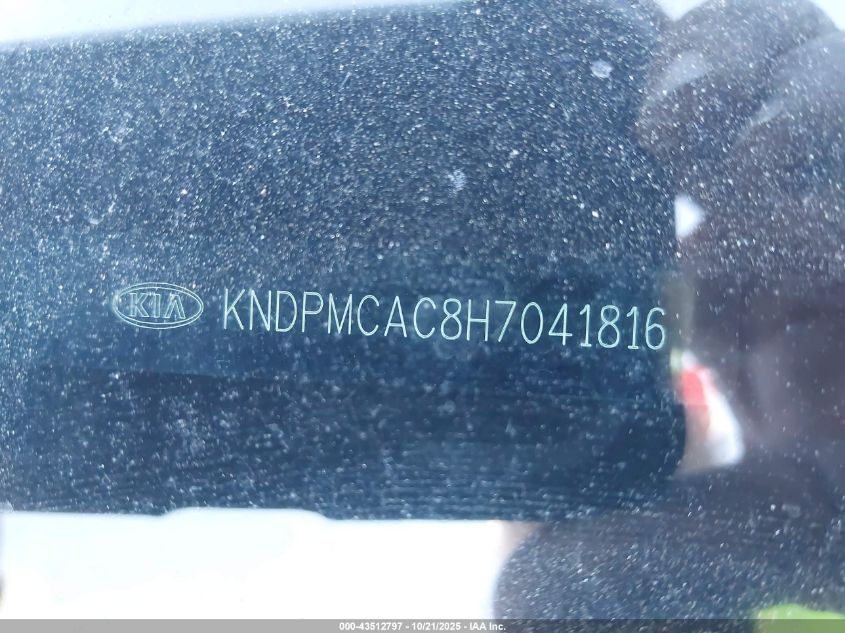 KIA KNDPMCAC8H7041816
000-43512797 - 10/21/2025 - IAA Inc.